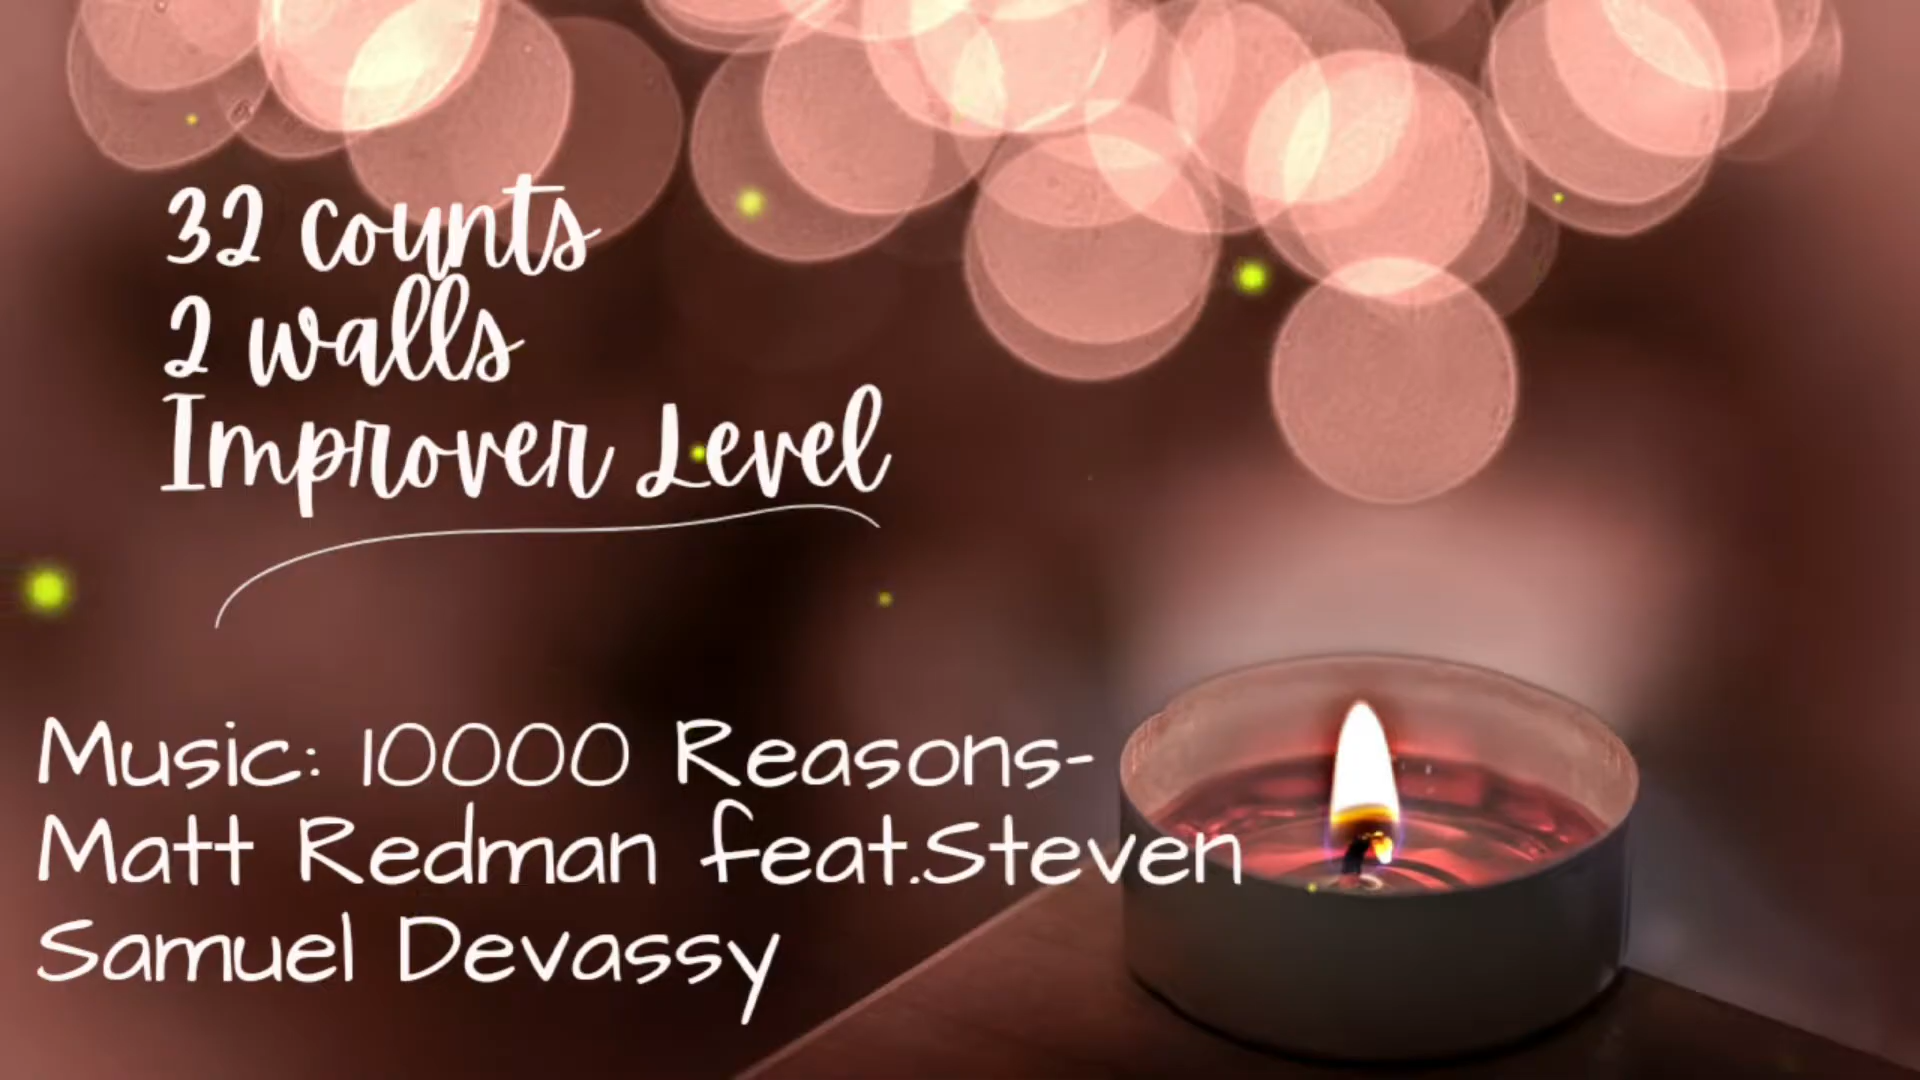 32 counts
2 walls
Improver Level
Music: 10000 Reasons-
Matt Redman feat.Steven
Samuel Devassy